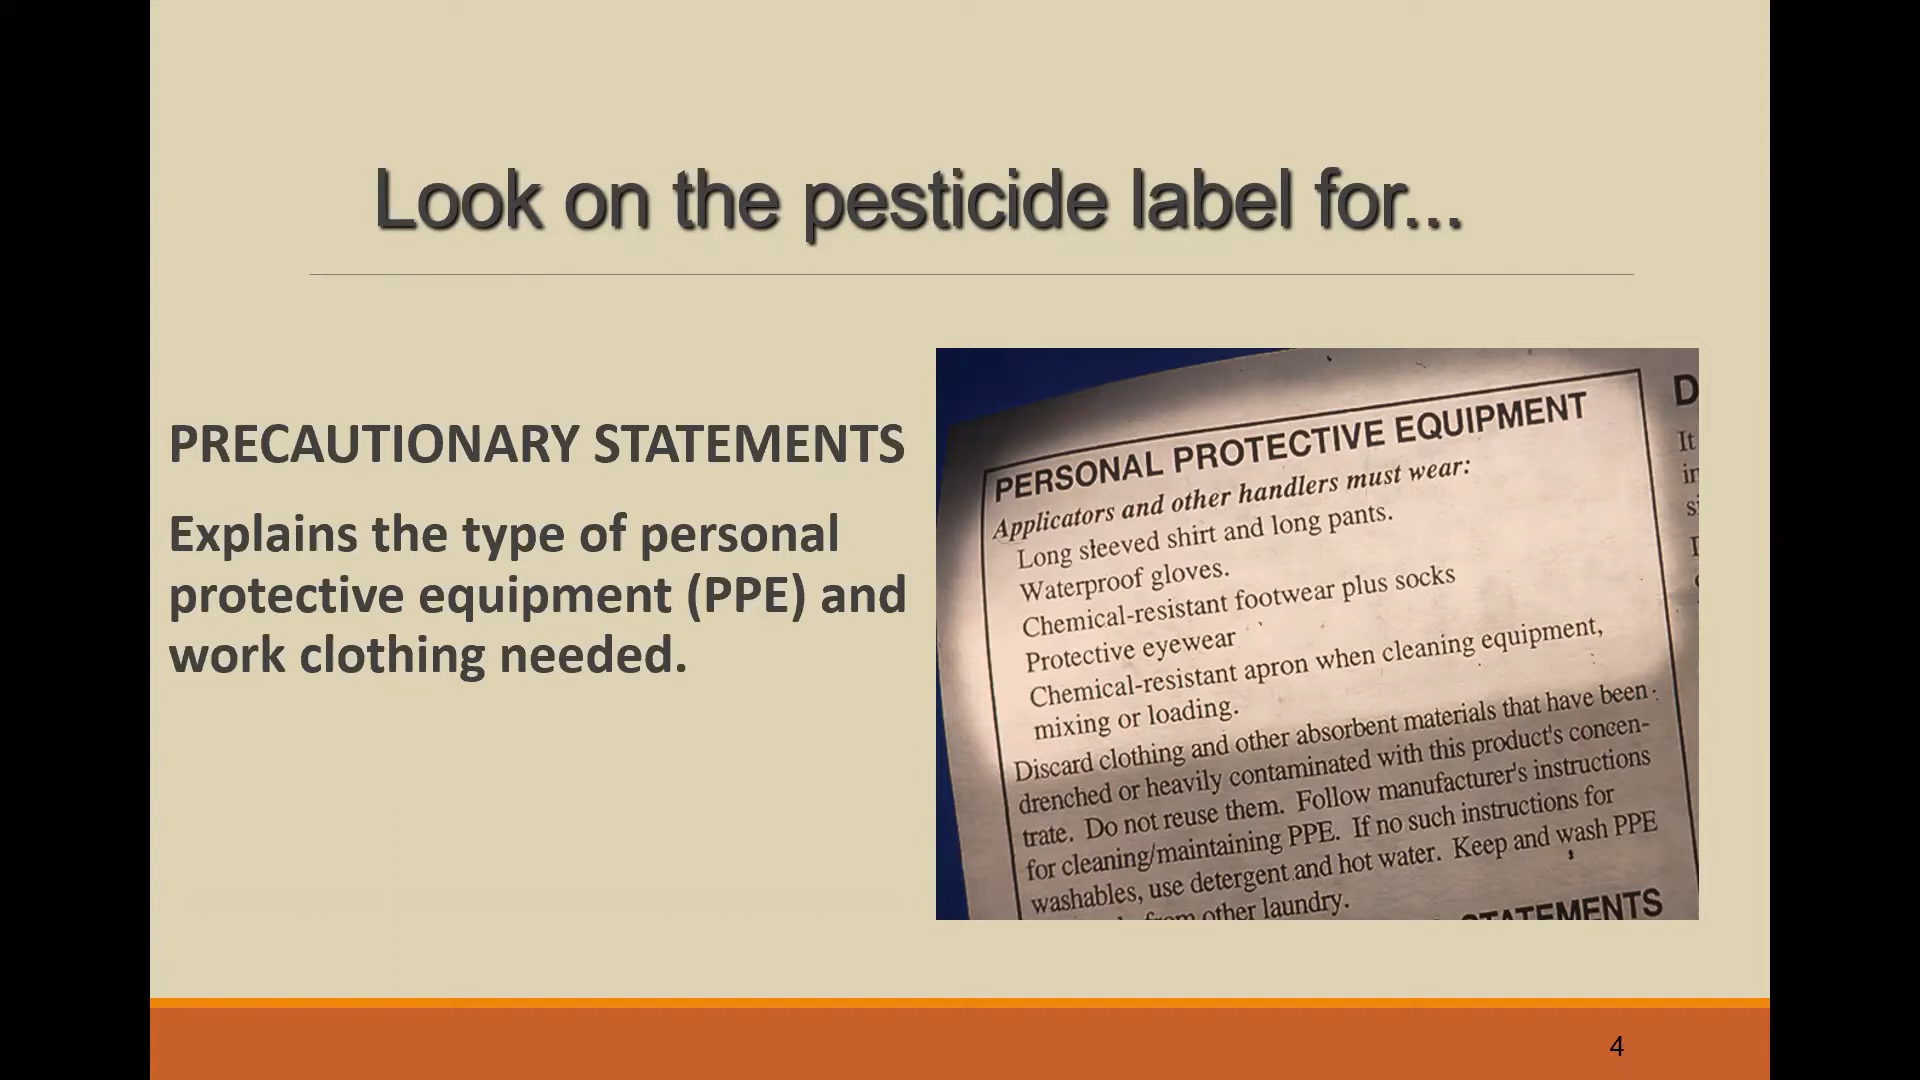 Look on the pesticide label for...
PRECAUTIONARY STATEMENTS
Explains the type of personal
protective equipment (PPE) and
work clothing needed.
PERSONAL PROTECTIVE EQUIPMENT
Applicators and other handlers must wear:
Long sleeved shirt and long pants.
Waterproof gloves.
Chemical-resistant footwear plus socks
Protective eyewear
Chemical-resistant apron when cleaning equipment,
mixing or loading.
Discard clothing and other absorbent materials that have been
drenched or heavily contaminated with this product's concen-
trate. Do not reuse them. Follow manufacturer's instructions
for cleaning/maintaining PPE. If no such instructions for
washables, use detergent and hot water. Keep and wash PPE
from other laundry.
STATEMENTS
D
It
4